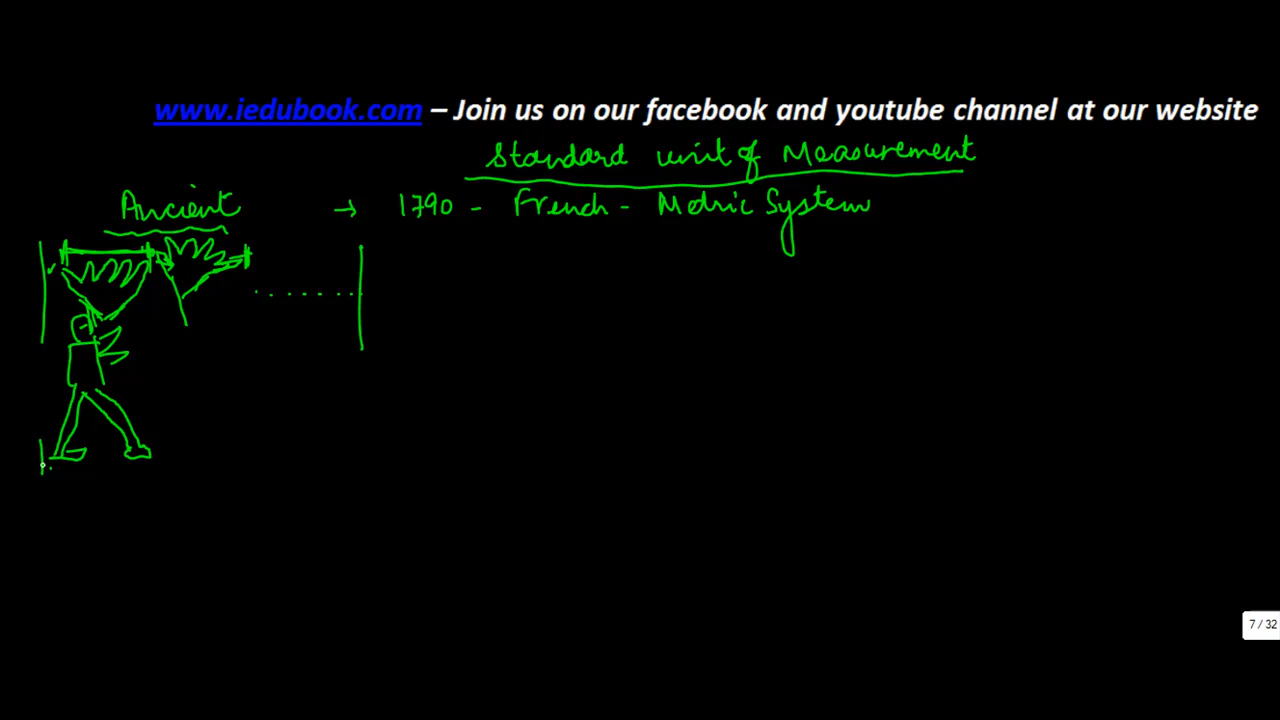 www.iedubook.com – Join us on our facebook and youtube channel at our website
Standard unit of Measurement
Ancient → 1790 - French - Metric System
7 / 32